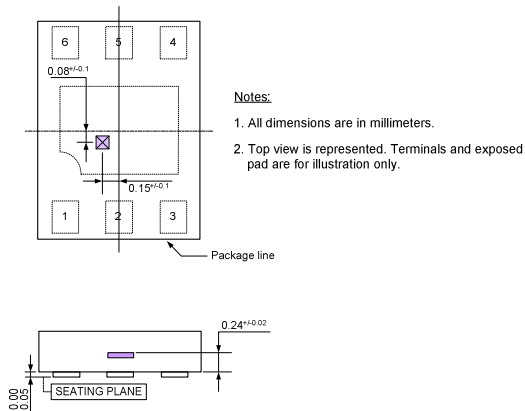 6 5 4
0.08+/-0.1
0.15+/-0.1
1 2 3
Package line
Notes:
1. All dimensions are in millimeters.
2. Top view is represented. Terminals and exposed
pad are for illustration only.
0.24+/-0.02
0.00
0.05
SEATING PLANE